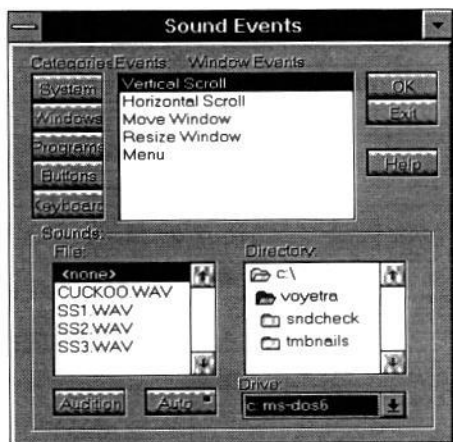 Sound Events
Categories Events: Window Events
System
Windows
Programs
Buttons
Keyboard
Vertical Scroll
Horizontal Scroll
Move Window
Resize Window
Menu
OK
Exit
Help
Sounds:
File:
<none>
CUCKOO.WAV
SS1.WAV
SS2.WAV
SS3.WAV
Directory:
c:\
voyetra
sndcheck
tmbnails
Audition
Auto
Drive:
c: ms-dos6